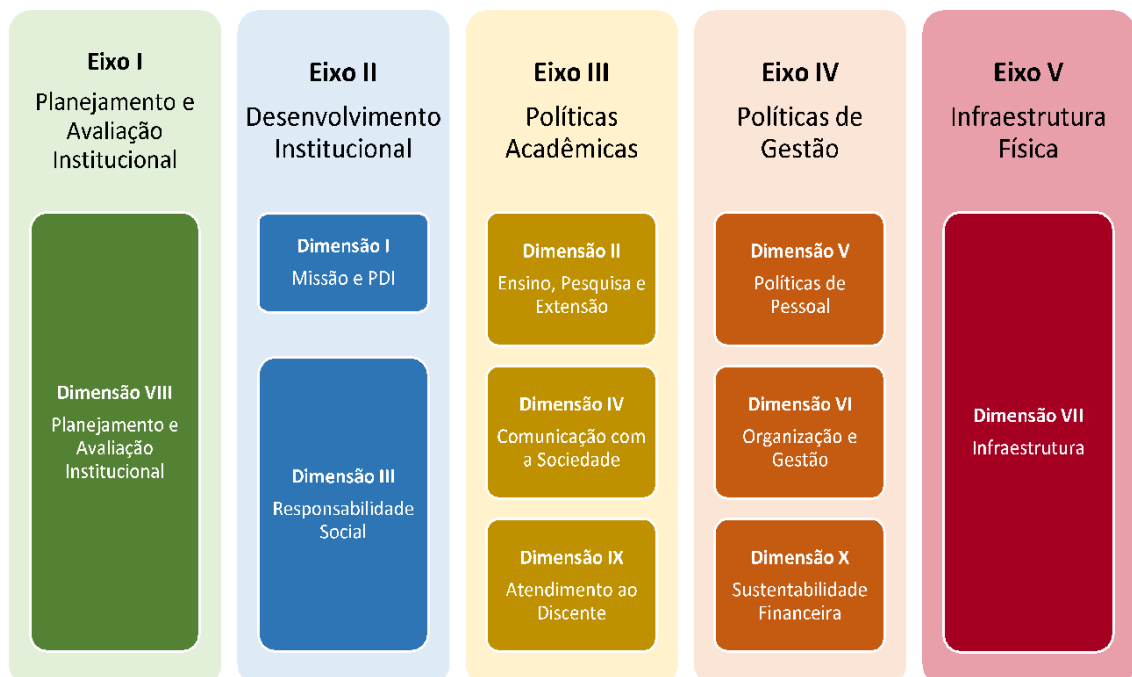 Eixo I
Planejamento e
Avaliação
Institucional
Dimensão VIII
Planejamento e
Avaliação
Institucional
Eixo II
Desenvolvimento
Institucional
Dimensão I
Missão e PDI
Dimensão III
Responsabilidade
Social
Eixo III
Políticas
Acadêmicas
Dimensão II
Ensino, Pesquisa e
Extensão
Dimensão IV
Comunicação com
a Sociedade
Dimensão IX
Atendimento ao
Discente
Eixo IV
Políticas de
Gestão
Dimensão V
Políticas de
Pessoal
Dimensão VI
Organização e
Gestão
Dimensão X
Sustentabilidade
Financeira
Eixo V
Infraestrutura
Física
Dimensão VII
Infraestrutura